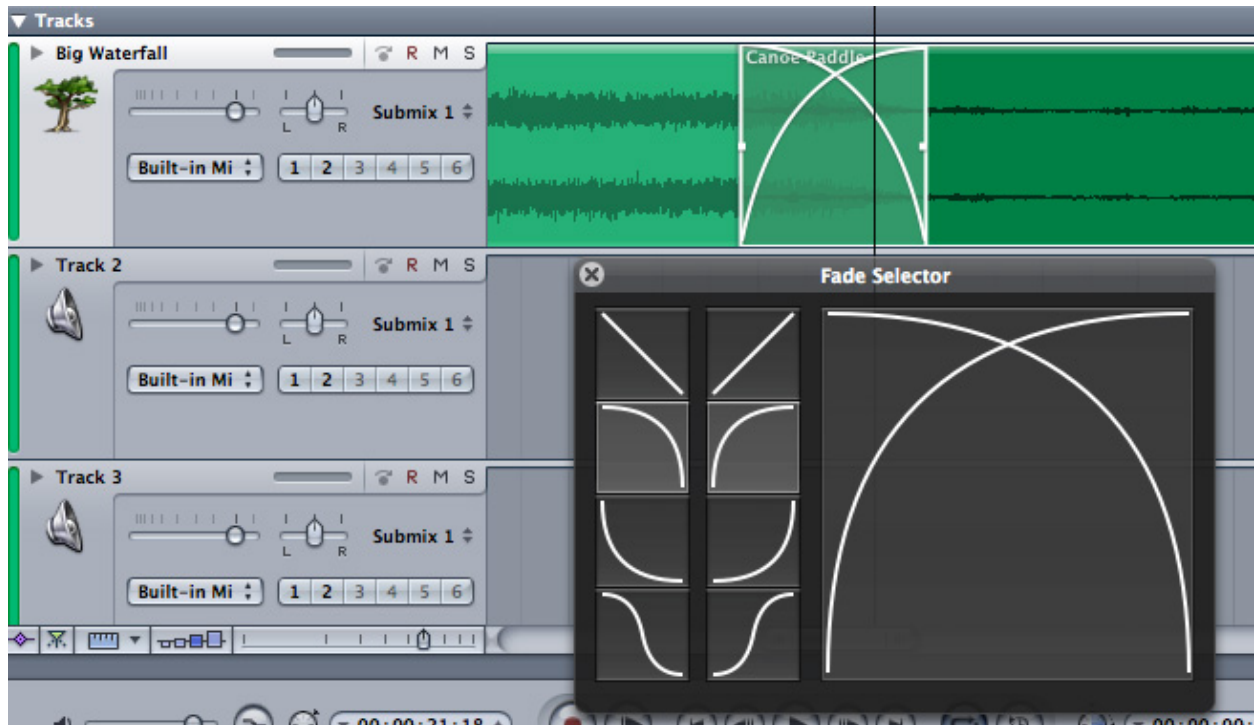 Tracks
Big Waterfall R M S
Canoe Paddle
L R Submix 1
Built-in Mi 1 2 3 4 5 6
Track 2 R M S
Fade Selector
L R Submix 1
Built-in Mi 1 2 3 4 5 6
Track 3 R M S
L R Submix 1
Built-in Mi 1 2 3 4 5 6
00:00:21:18